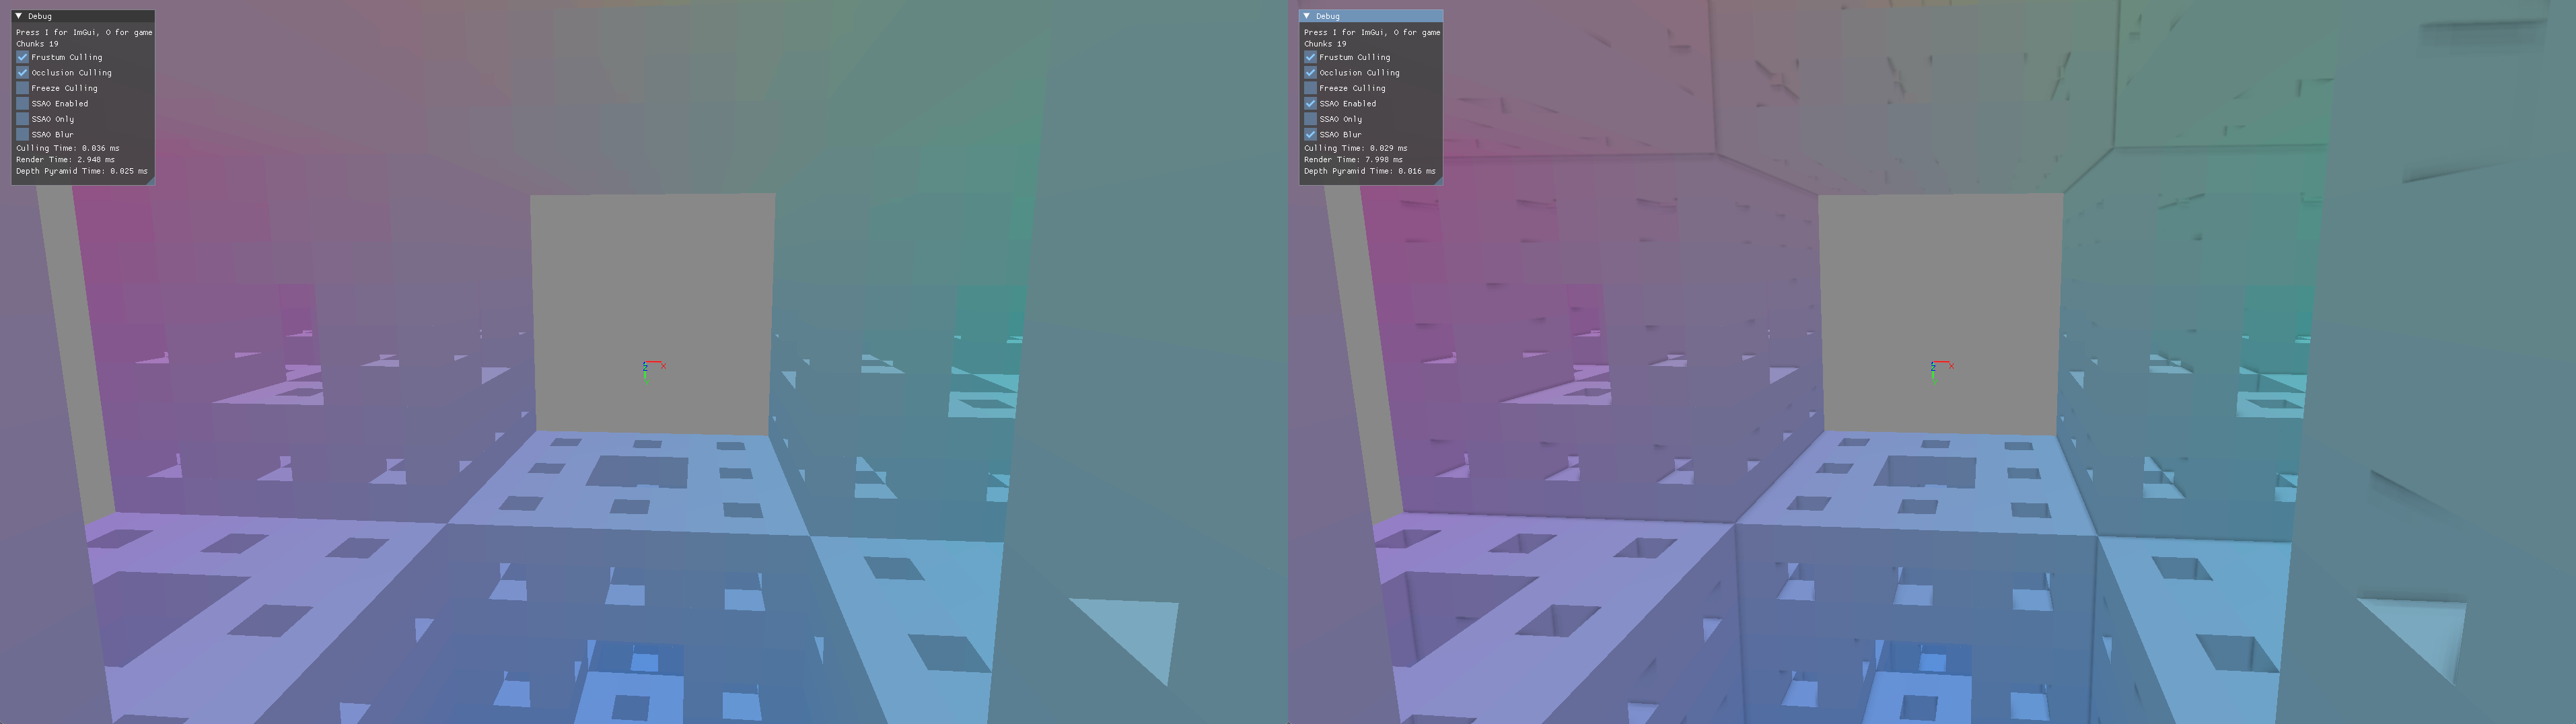 Debug
Press I for ImGui, O for game
Chunks 19
Frustum Culling
Occlusion Culling
Freeze Culling
SSAO Enabled
SSAO Only
SSAO Blur
Culling Time: 0.036 ms
Render Time: 2.948 ms
Depth Pyramid Time: 0.025 ms
Z X
Debug
Press I for ImGui, O for game
Chunks 19
Frustum Culling
Occlusion Culling
Freeze Culling
SSAO Enabled
SSAO Only
SSAO Blur
Culling Time: 0.029 ms
Render Time: 7.998 ms
Depth Pyramid Time: 0.016 ms
Z X